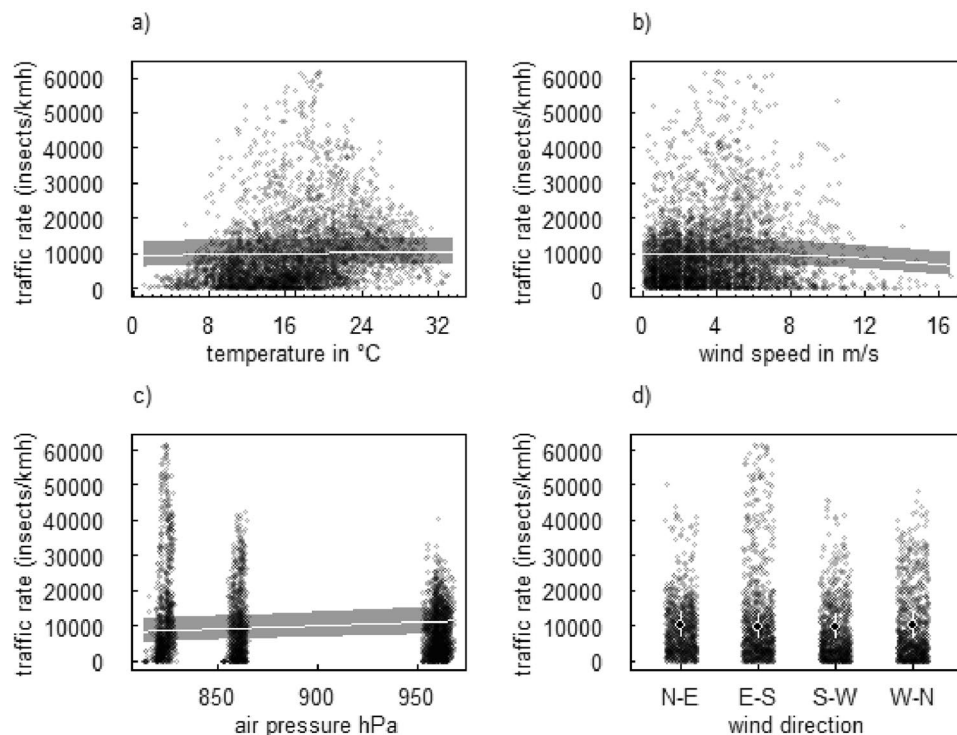 a)
traffic rate (insects/kmh)
60000
50000
40000
30000
20000
10000
0
0 8 16 24 32
temperature in °C
b)
traffic rate (insects/kmh)
60000
50000
40000
30000
20000
10000
0
0 4 8 12 16
wind speed in m/s
c)
traffic rate (insects/kmh)
60000
50000
40000
30000
20000
10000
0
850 900 950
air pressure hPa
d)
traffic rate (insects/kmh)
60000
50000
40000
30000
20000
10000
0
N-E E-S S-W W-N
wind direction